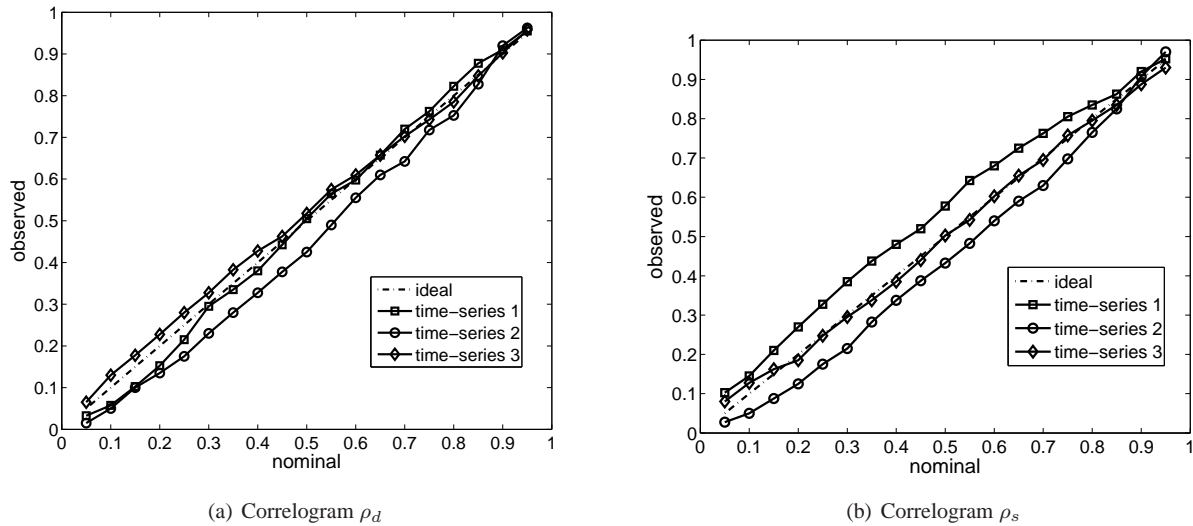 1
0.9
0.8
0.7
0.6
0.5
0.4
0.3
0.2
0.1
0
observed
0 0.1 0.2 0.3 0.4 0.5 0.6 0.7 0.8 0.9 1
nominal
ideal
time−series 1
time−series 2
time−series 3
(a) Correlogram ρd
1
0.9
0.8
0.7
0.6
0.5
0.4
0.3
0.2
0.1
0
observed
0 0.1 0.2 0.3 0.4 0.5 0.6 0.7 0.8 0.9 1
nominal
ideal
time−series 1
time−series 2
time−series 3
(b) Correlogram ρs